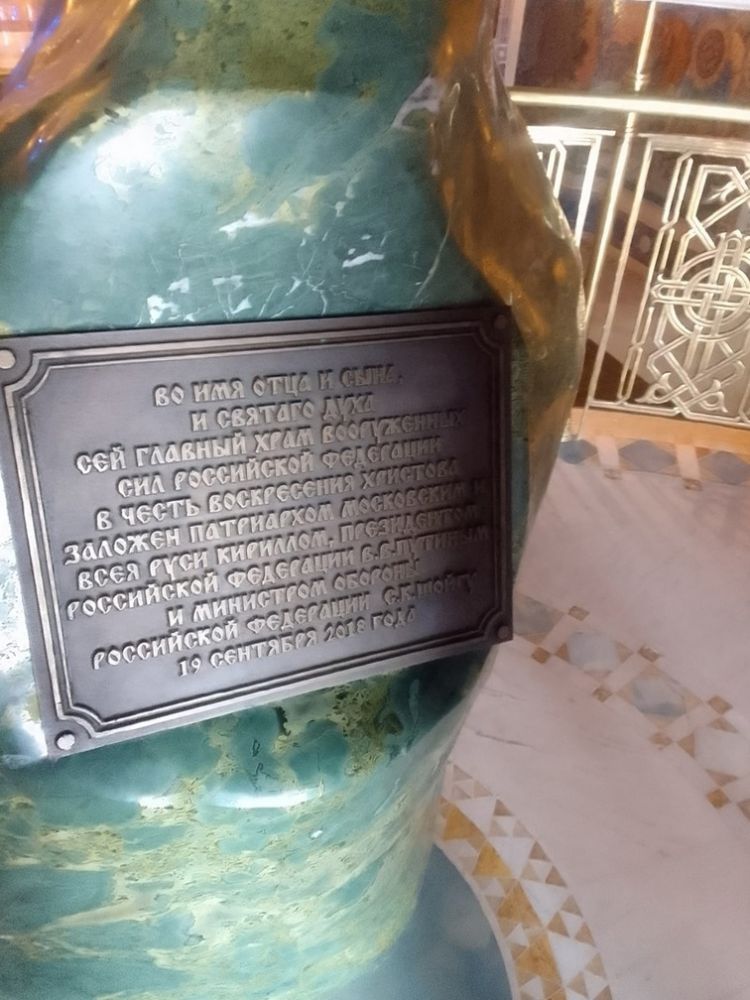 ВО ИМЯ ОТЦА И СЫНА,
И СВЯТАГО ДУХА
СЕЙ ГЛАВНЫЙ ХРАМ ВООРУЖЕННЫХ
СИЛ РОССИЙСКОЙ ФЕДЕРАЦИИ
В ЧЕСТЬ ВОСКРЕСЕНИЯ ХРИСТОВА
ЗАЛОЖЕН ПАТРИАРХОМ МОСКОВСКИМ И
ВСЕЯ РУСИ КИРИЛЛОМ, ПРЕЗИДЕНТОМ
РОССИЙСКОЙ ФЕДЕРАЦИИ В.В.ПУТИНЫМ
И МИНИСТРОМ ОБОРОНЫ
РОССИЙСКОЙ ФЕДЕРАЦИИ С.К.ШОЙГУ
19 СЕНТЯБРЯ 2018 ГОДА